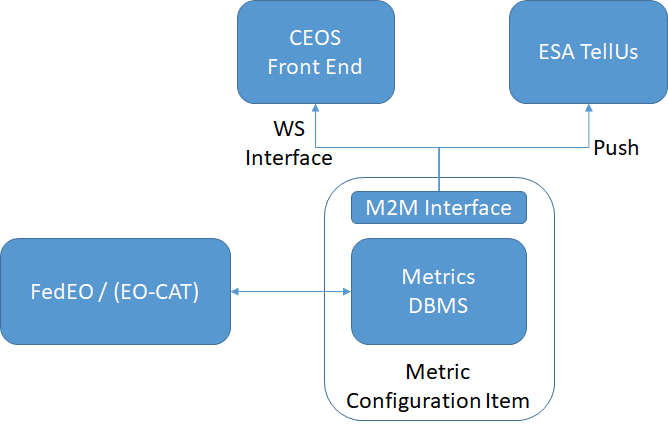 CEOS
Front End
ESA TellUs
WS
Interface
Push
M2M Interface
FedEO / (EO-CAT)
Metrics
DBMS
Metric
Configuration Item